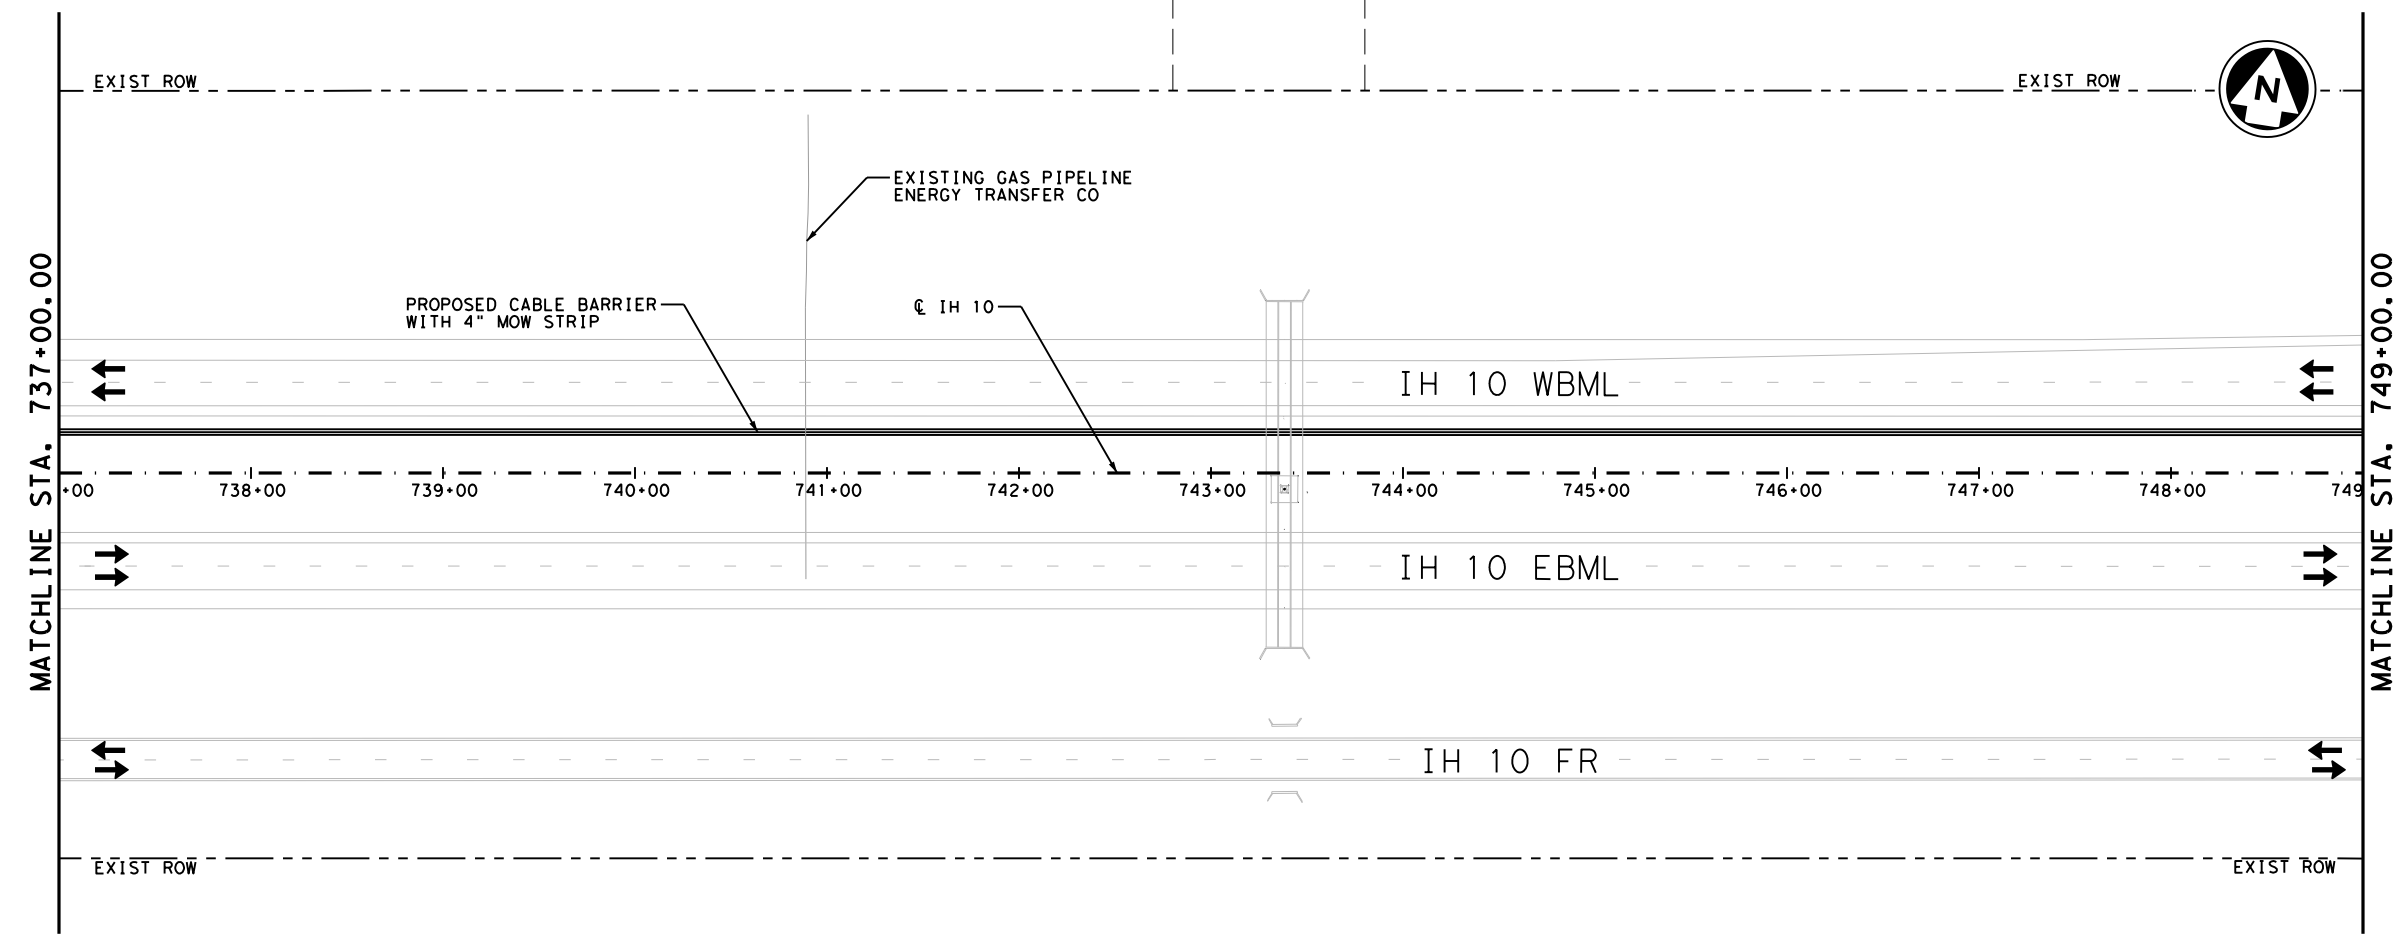 EXIST ROW
EXIST ROW
N
EXISTING GAS PIPELINE
ENERGY TRANSFER CO
PROPOSED CABLE BARRIER
WITH 4" MOW STRIP
℄ IH 10
MATCHLINE STA. 737+00.00
MATCHLINE STA. 749+00.00
IH 10 WBML
+00
738+00
739+00
740+00
741+00
742+00
743+00
744+00
745+00
746+00
747+00
748+00
749
IH 10 EBML
IH 10 FR
EXIST ROW
EXIST ROW